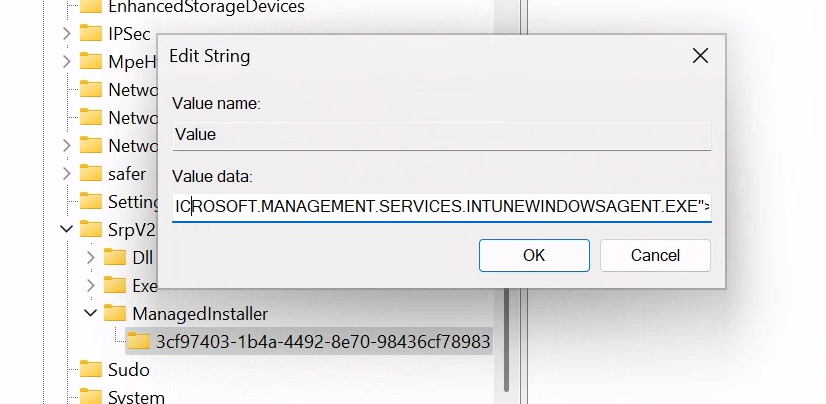 EnhancedStorageDevices
IPSec
Edit String
Value name:
Value
safer
Value data:
ICROSOFT.MANAGEMENT.SERVICES.INTUNEWINDOWSAGENT.EXE">
SrpV2
Dll
OK
Cancel
ManagedInstaller
3cf97403-1b4a-4492-8e70-98436cf78983
Sudo
System